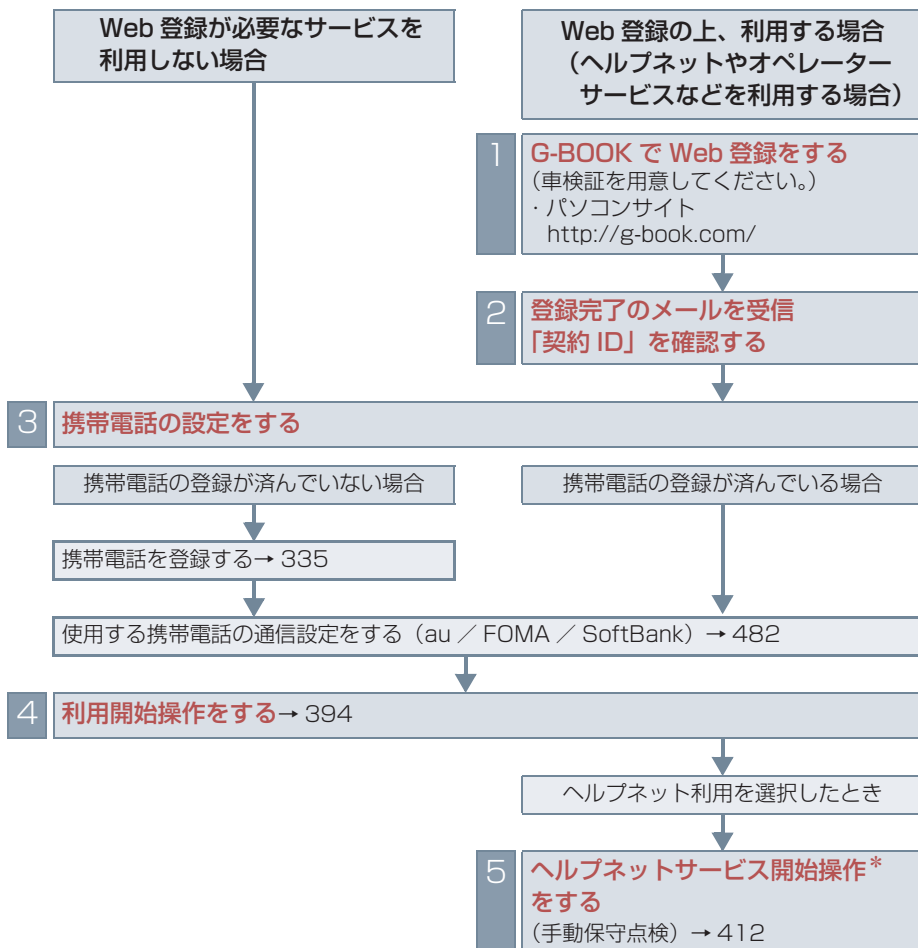 Web 登録が必要なサービスを
利用しない場合
Web 登録の上、利用する場合
（ヘルプネットやオペレーター
サービスなどを利用する場合）
1
G-BOOK で Web 登録をする
（車検証を用意してください。）
・パソコンサイト
http://g-book.com/
2
登録完了のメールを受信
「契約 ID」を確認する
3
携帯電話の設定をする
携帯電話の登録が済んでいない場合
携帯電話の登録が済んでいる場合
携帯電話を登録する→ 335
使用する携帯電話の通信設定をする（au ／ FOMA ／ SoftBank）→ 482
4
利用開始操作をする→ 394
ヘルプネット利用を選択したとき
5
ヘルプネットサービス開始操作＊
をする
（手動保守点検）→ 412